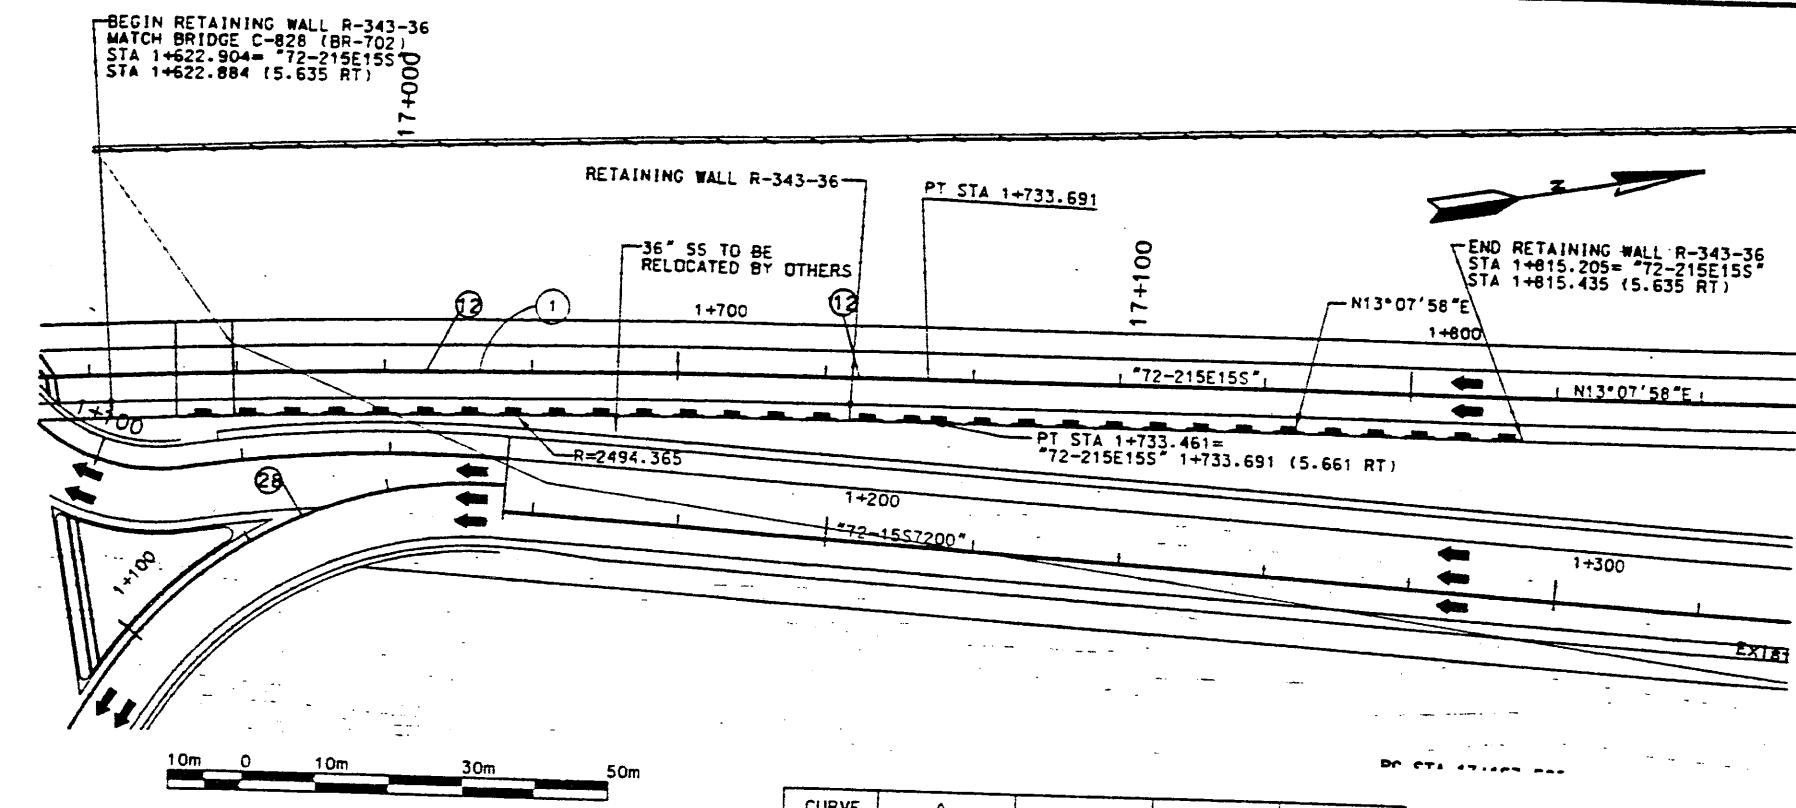 BEGIN RETAINING WALL R-343-36
MATCH BRIDGE C-828 (BR-702)
STA 1+622.904= "72-215E15S"
STA 1+622.884 (5.635 RT)
17+000
RETAINING WALL R-343-36
PT STA 1+733.691
N
36" SS TO BE
RELOCATED BY OTHERS
17+100
END RETAINING WALL R-343-36
STA 1+815.205= "72-215E15S"
STA 1+815.435 (5.635 RT)
12
1
1+700
12
N13°07'58"E
1+800
"72-215E15S"
N13°07'58"E
R=2494.365
PT STA 1+733.461=
"72-215E15S" 1+733.691 (5.661 RT)
28
1+200
"72-15S7200"
1+300
1+100
EXIST
10m 0 10m 30m 50m
CURVE Δ